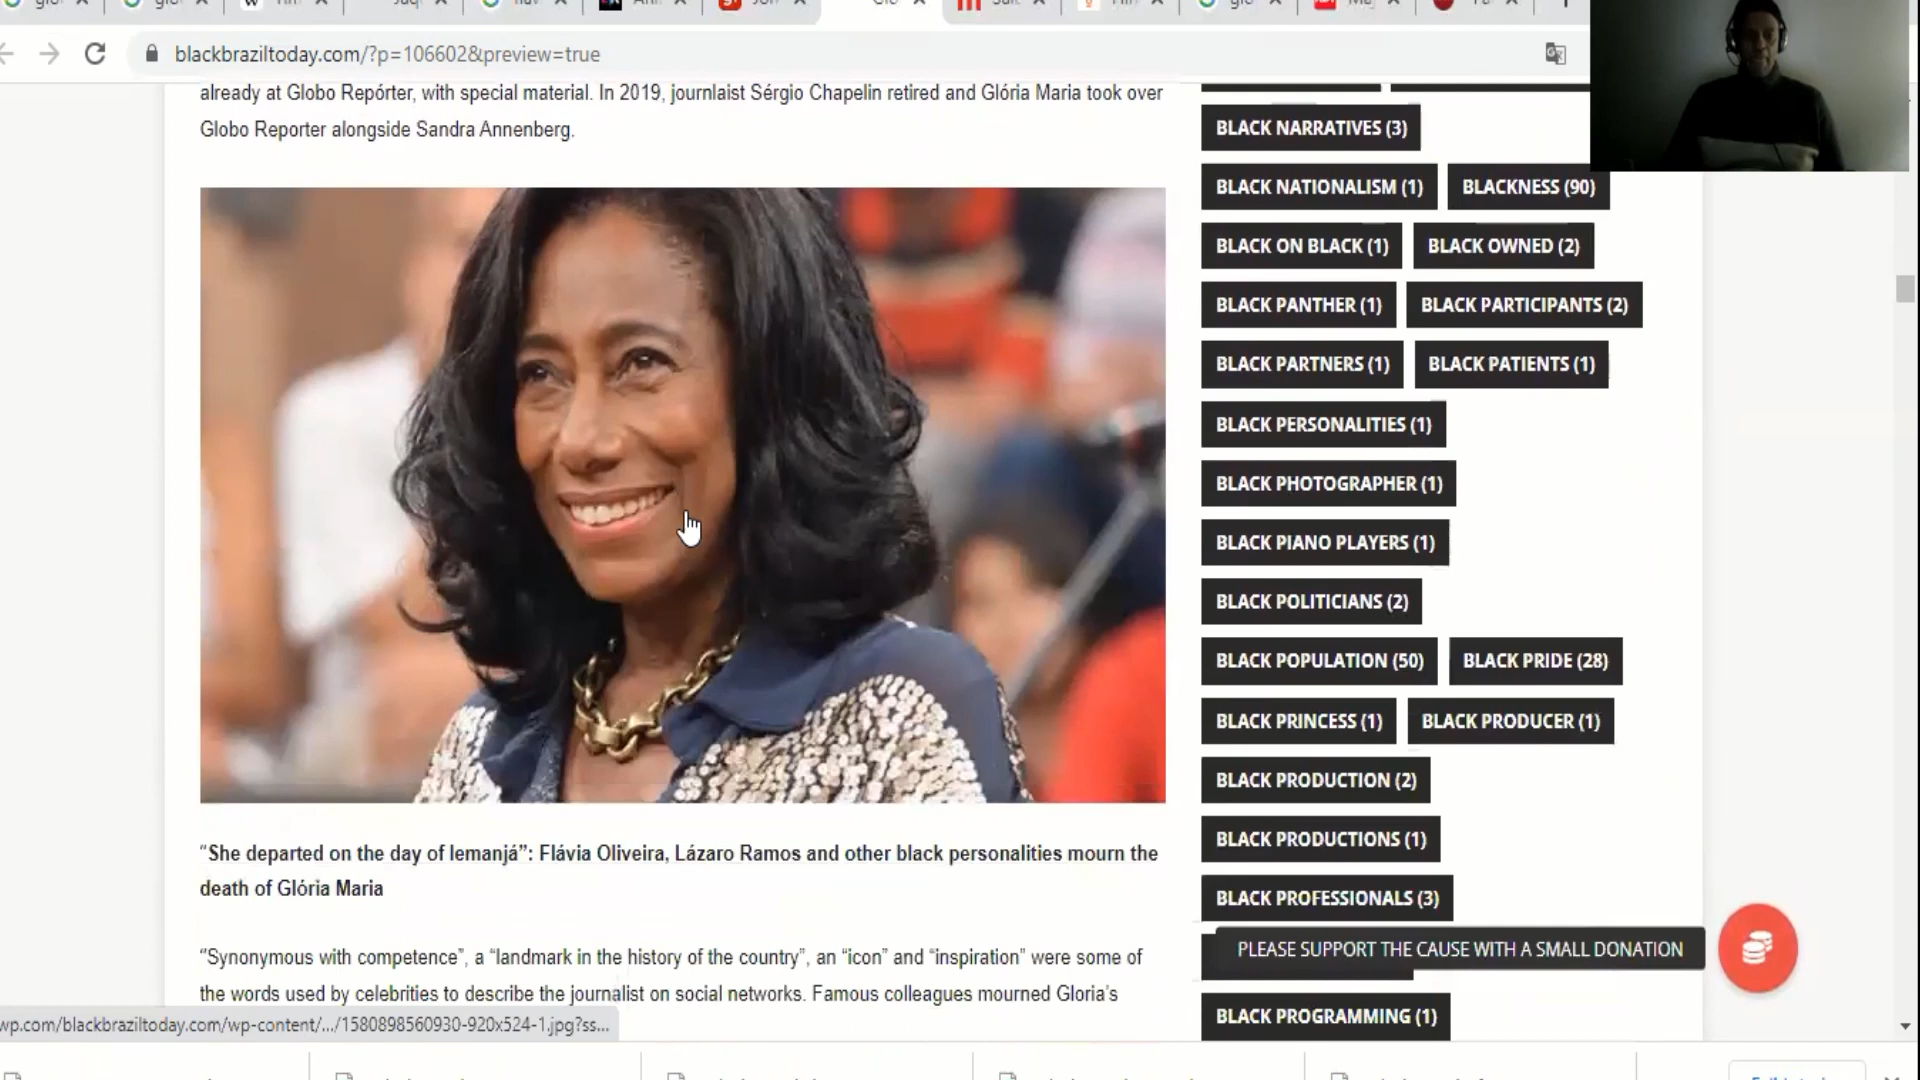 blackbraziltoday.com/?p=106602&preview=true
already at Globo Repórter, with special material. In 2019, journlaist Sérgio Chapelin retired and Glória Maria took over
Globo Reporter alongside Sandra Annenberg.
“She departed on the day of Iemanjá”: Flávia Oliveira, Lázaro Ramos and other black personalities mourn the
death of Glória Maria
“Synonymous with competence”, a “landmark in the history of the country”, an “icon” and “inspiration” were some of
the words used by celebrities to describe the journalist on social networks. Famous colleagues mourned Gloria’s
wp.com/blackbraziltoday.com/wp-content/.../1580898560930-920x524-1.jpg?ss...
BLACK NARRATIVES (3)
BLACK NATIONALISM (1) BLACKNESS (90)
BLACK ON BLACK (1) BLACK OWNED (2)
BLACK PANTHER (1) BLACK PARTICIPANTS (2)
BLACK PARTNERS (1) BLACK PATIENTS (1)
BLACK PERSONALITIES (1)
BLACK PHOTOGRAPHER (1)
BLACK PIANO PLAYERS (1)
BLACK POLITICIANS (2)
BLACK POPULATION (50) BLACK PRIDE (28)
BLACK PRINCESS (1) BLACK PRODUCER (1)
BLACK PRODUCTION (2)
BLACK PRODUCTIONS (1)
BLACK PROFESSIONALS (3)
PLEASE SUPPORT THE CAUSE WITH A SMALL DONATION
BLACK PROGRAMMING (1)